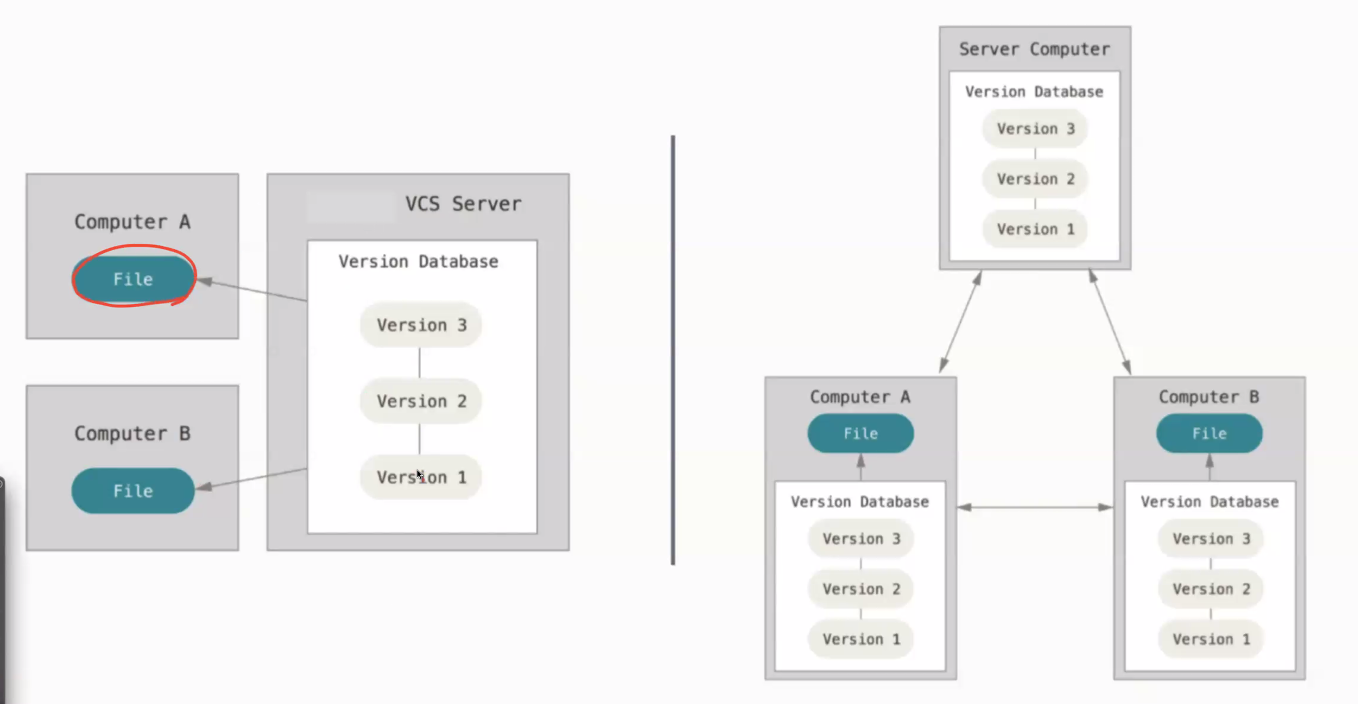 Computer A
File
Computer B
File
VCS Server
Version Database
Version 3
Version 2
Version 1
Server Computer
Version Database
Version 3
Version 2
Version 1
Computer A
File
Version Database
Version 3
Version 2
Version 1
Computer B
File
Version Database
Version 3
Version 2
Version 1